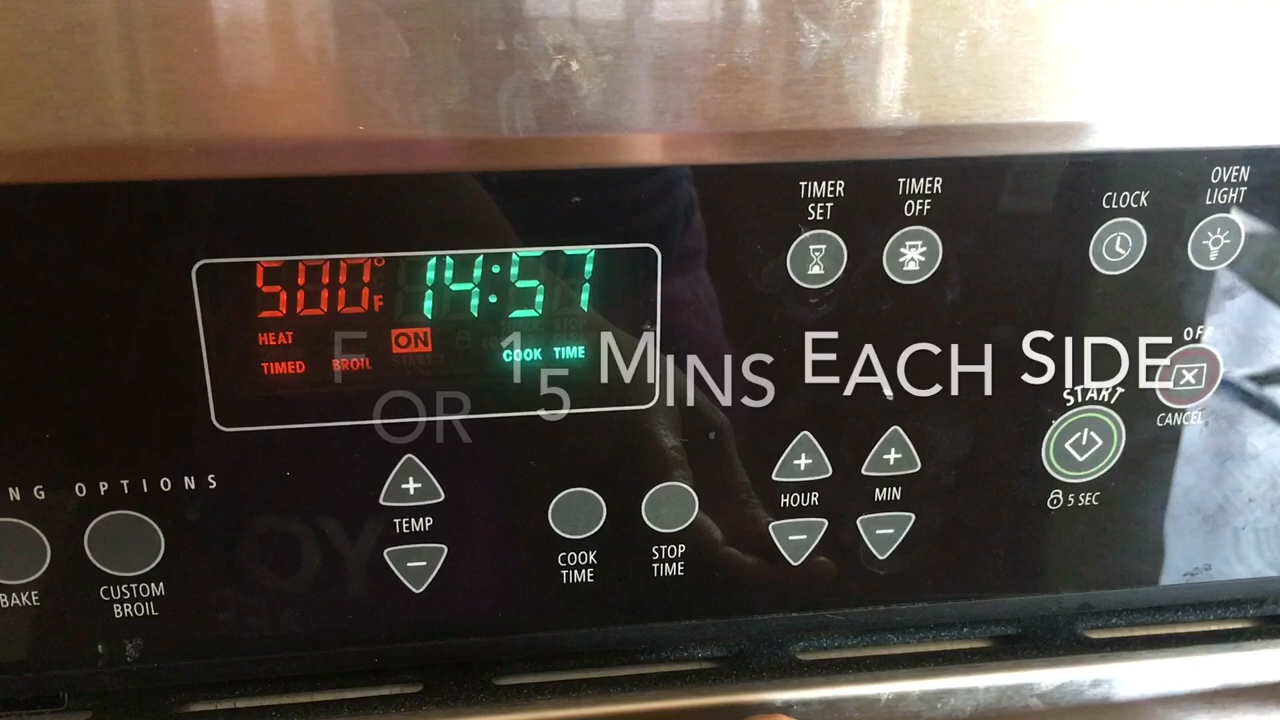 TIMER SET
TIMER OFF
CLOCK
OVEN LIGHT
500°F 14:57
HEAT ON
TIMED BROIL COOK TIME
FOR 15 MINS EACH SIDE
OFF
CANCEL
START
5 SEC
NG OPTIONS
BAKE
CUSTOM BROIL
+
TEMP
−
COOK TIME
STOP TIME
+
HOUR
−
+
MIN
−